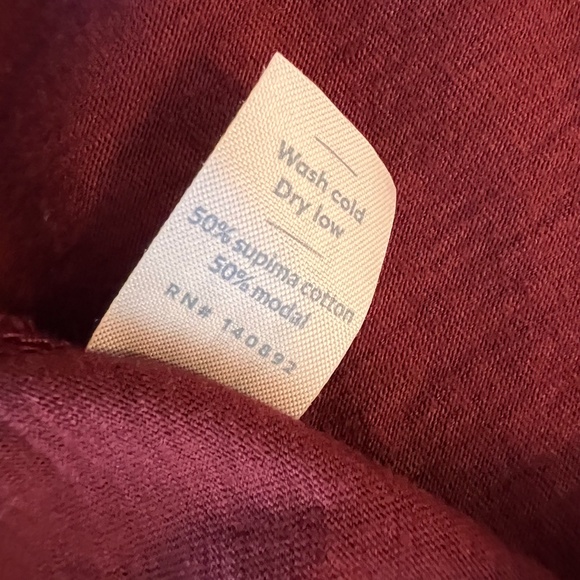 Wash cold
Dry low
50% supima cotton
50% modal
RN# 140892